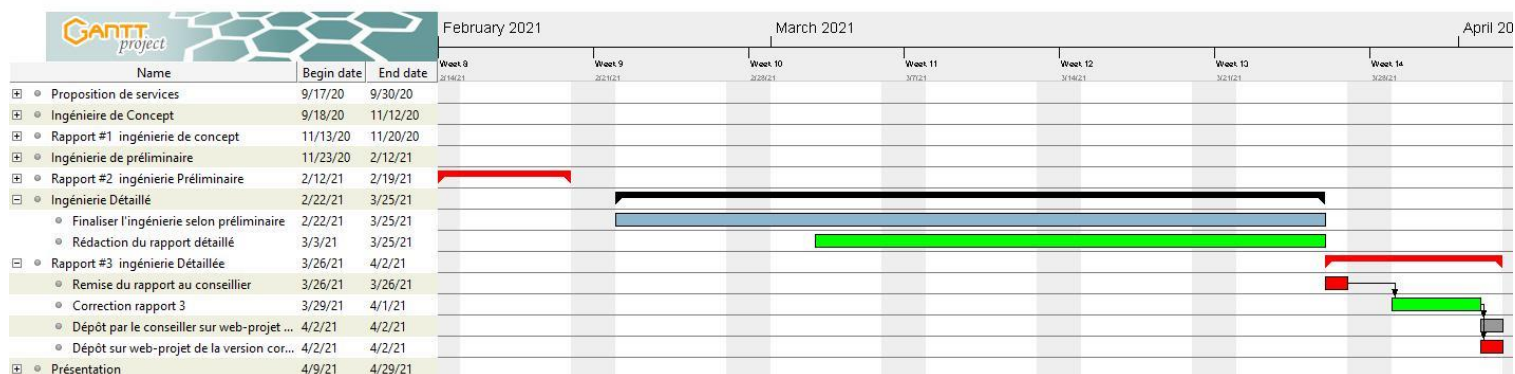 GANTT
project
February 2021
March 2021
April 20
Name Begin date End date
Week 8 Week 9 Week 10 Week 11 Week 12 Week 13 Week 14
2/14/21 2/21/21 2/28/21 3/7/21 3/14/21 3/21/21 3/28/21
Proposition de services 9/17/20 9/30/20
Ingénieire de Concept 9/18/20 11/12/20
Rapport #1 ingénierie de concept 11/13/20 11/20/20
Ingénierie de préliminaire 11/23/20 2/12/21
Rapport #2 ingénierie Préliminaire 2/12/21 2/19/21
Ingénierie Détaillé 2/22/21 3/25/21
Finaliser l'ingénierie selon préliminaire 2/22/21 3/25/21
Rédaction du rapport détaillé 3/3/21 3/25/21
Rapport #3 ingénierie Détaillée 3/26/21 4/2/21
Remise du rapport au conseillier 3/26/21 3/26/21
Correction rapport 3 3/29/21 4/1/21
Dépôt par le conseiller sur web-projet ... 4/2/21 4/2/21
Dépôt sur web-projet de la version cor... 4/2/21 4/2/21
Présentation 4/9/21 4/29/21